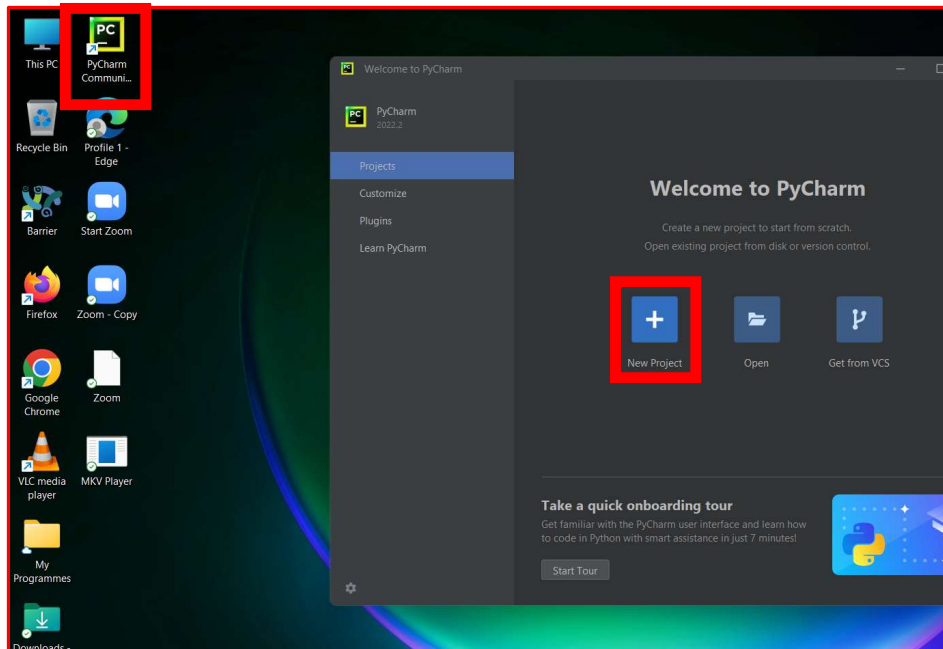 This PC
PC
PyCharm
Communi...
Recycle Bin
Profile 1 -
Edge
Barrier
Start Zoom
Firefox
Zoom - Copy
Google
Chrome
Zoom
VLC media
player
MKV Player
My
Programmes
Downloads -
PC
Welcome to PyCharm
PC
PyCharm
2022.2
Projects
Customize
Plugins
Learn PyCharm
Welcome to PyCharm
Create a new project to start from scratch.
Open existing project from disk or version control.
New Project
Open
Get from VCS
Take a quick onboarding tour
Get familiar with the PyCharm user interface and learn how
to code in Python with smart assistance in just 7 minutes!
Start Tour